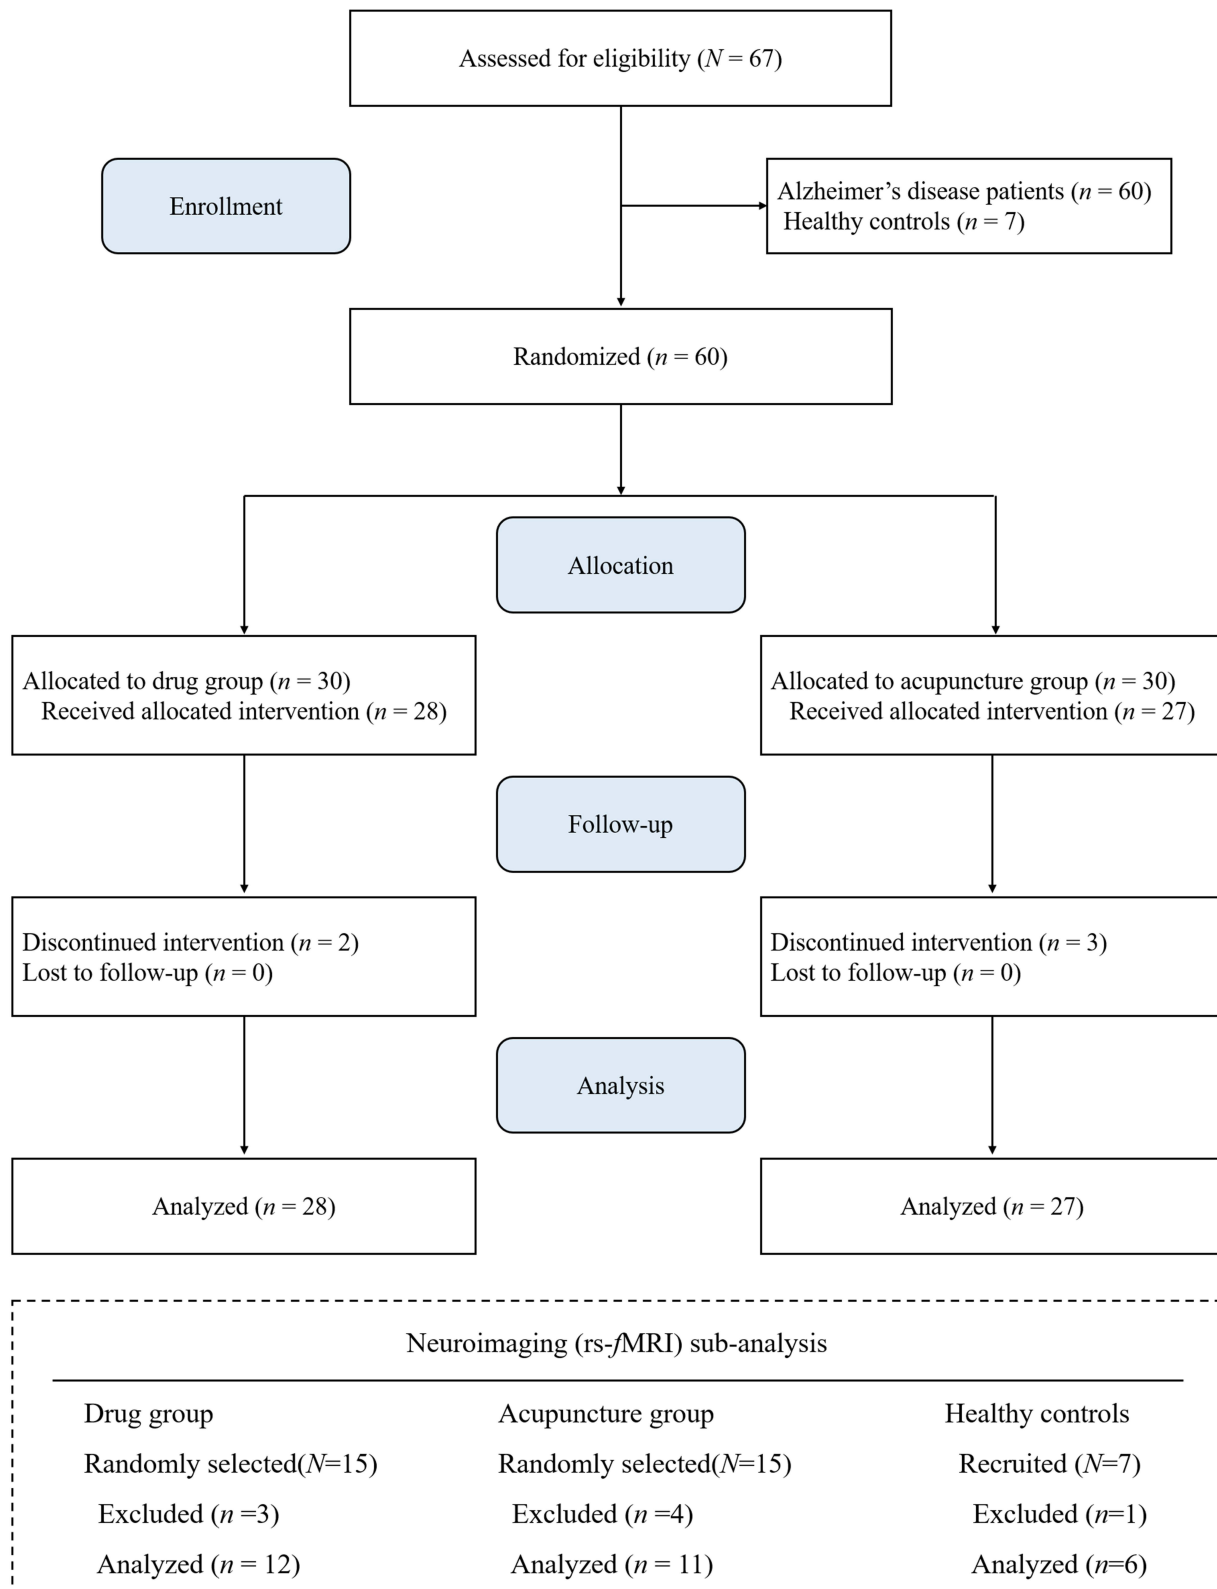 Assessed for eligibility (N = 67)
Enrollment
Alzheimer’s disease patients (n = 60)
Healthy controls (n = 7)
Randomized (n = 60)
Allocation
Allocated to drug group (n = 30)
Received allocated intervention (n = 28)
Allocated to acupuncture group (n = 30)
Received allocated intervention (n = 27)
Follow-up
Discontinued intervention (n = 2)
Lost to follow-up (n = 0)
Discontinued intervention (n = 3)
Lost to follow-up (n = 0)
Analysis
Analyzed (n = 28)
Analyzed (n = 27)
Neuroimaging (rs-fMRI) sub-analysis
Drug group
Randomly selected(N=15)
Excluded (n =3)
Analyzed (n = 12)
Acupuncture group
Randomly selected(N=15)
Excluded (n =4)
Analyzed (n = 11)
Healthy controls
Recruited (N=7)
Excluded (n=1)
Analyzed (n=6)